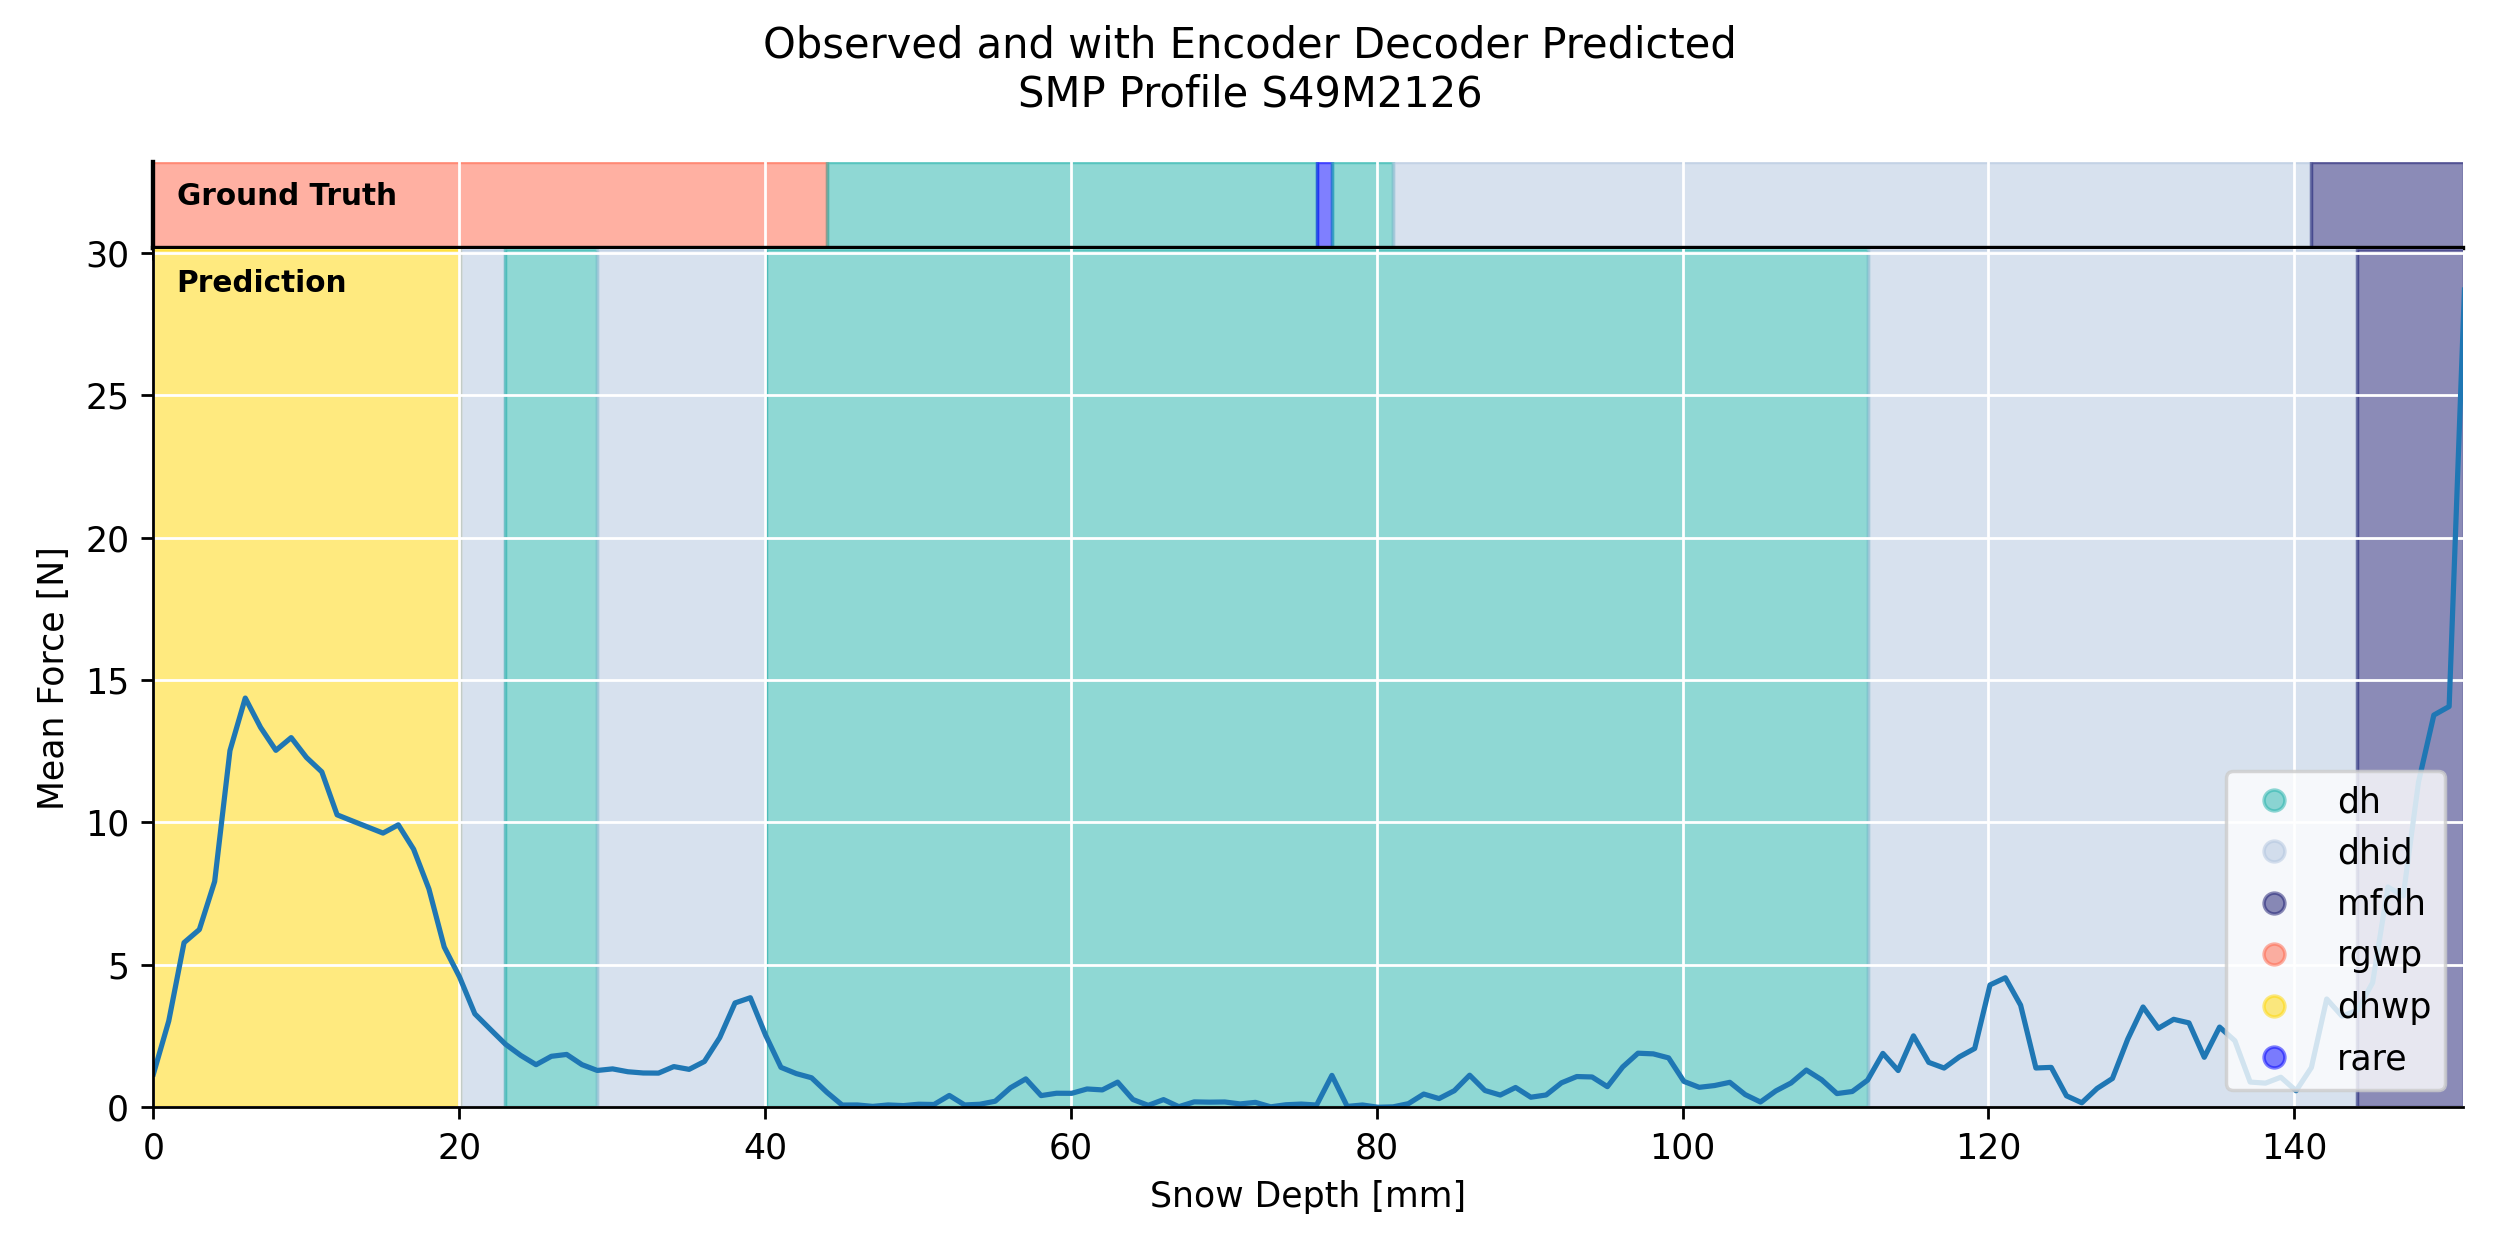 Observed and with Encoder Decoder Predicted
SMP Profile S49M2126
Ground Truth
Prediction
30
25
20
15
10
5
0
Mean Force [N]
0 20 40 60 80 100 120 140
Snow Depth [mm]
dh
dhid
mfdh
rgwp
dhwp
rare